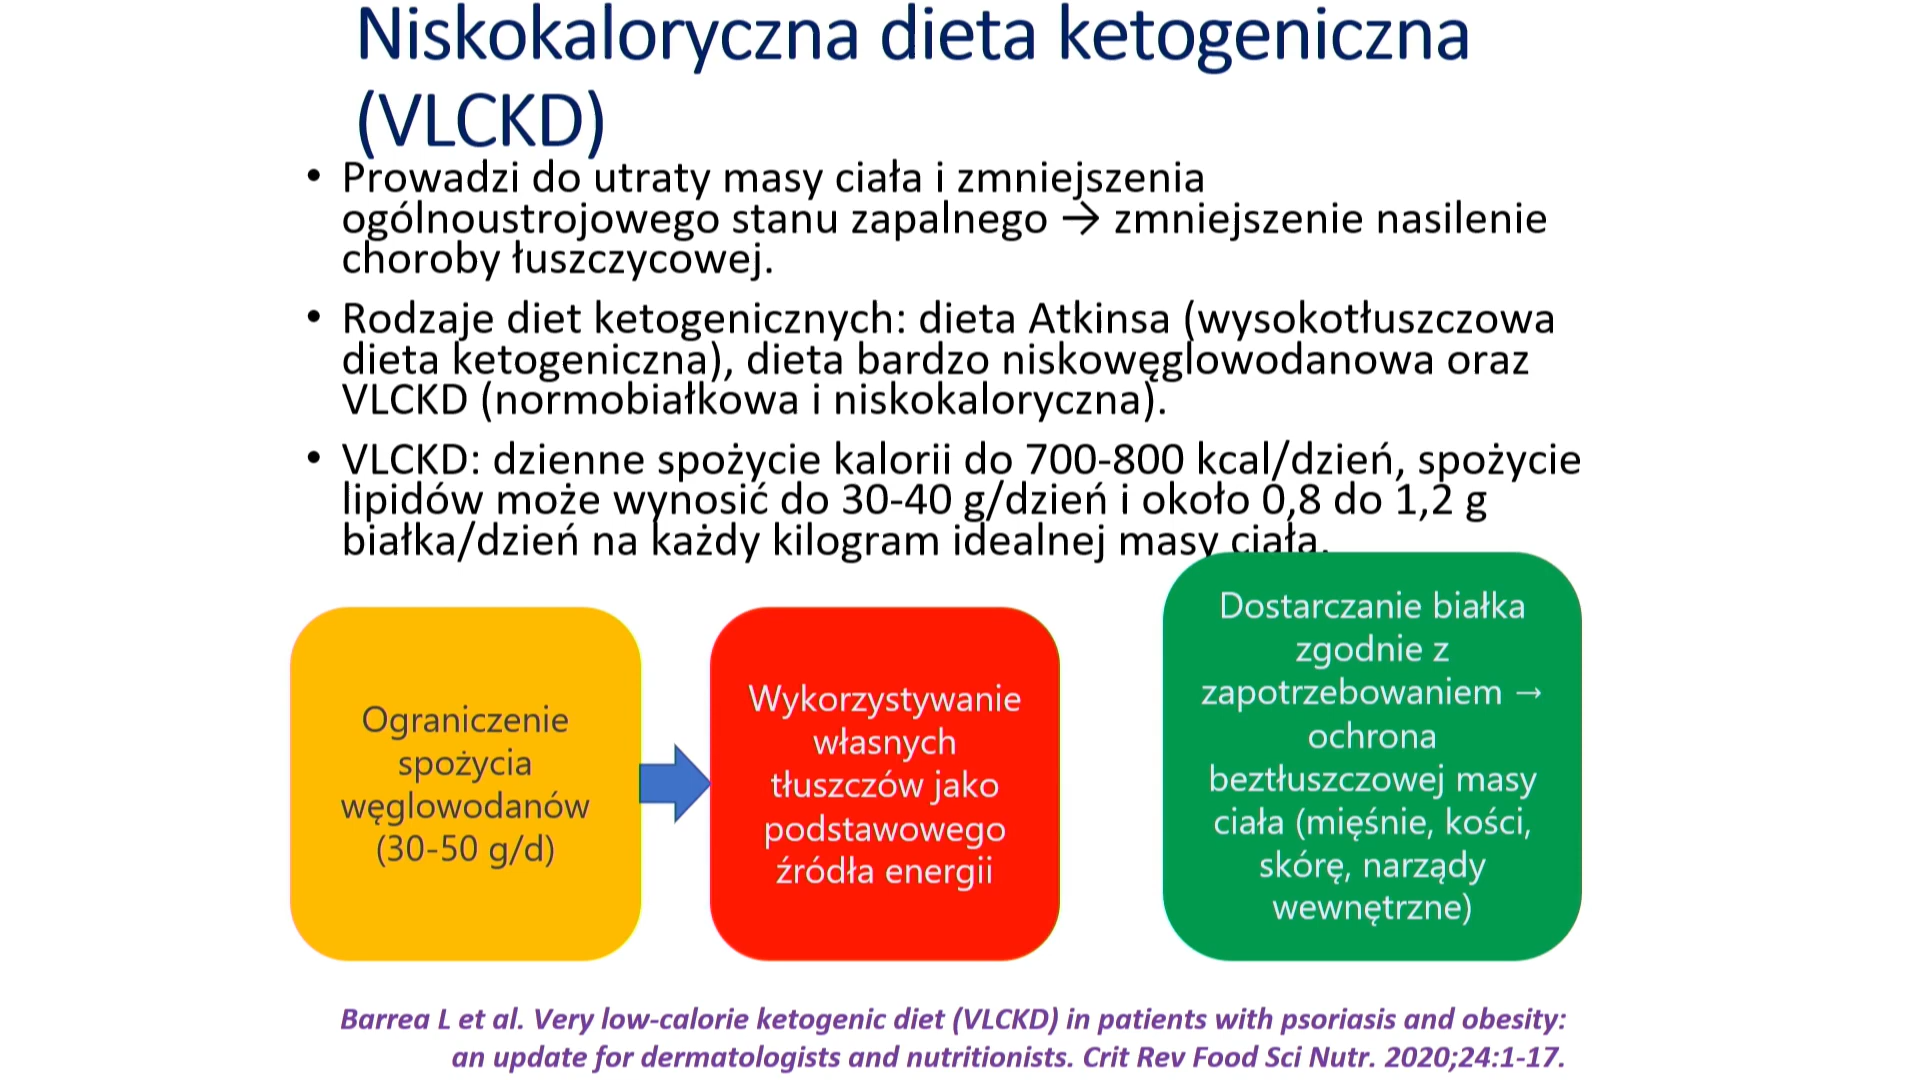 Niskokaloryczna dieta ketogeniczna
(VLCKD)
• Prowadzi do utraty masy ciała i zmniejszenia
ogólnoustrojowego stanu zapalnego → zmniejszenie nasilenie
choroby łuszczycowej.
• Rodzaje diet ketogenicznych: dieta Atkinsa (wysokotłuszczowa
dieta ketogeniczna), dieta bardzo niskowęglowodanowa oraz
VLCKD (normobiałkowa i niskokaloryczna).
• VLCKD: dzienne spożycie kalorii do 700-800 kcal/dzień, spożycie
lipidów może wynosić do 30-40 g/dzień i około 0,8 do 1,2 g
białka/dzień na każdy kilogram idealnej masy ciała.
Ograniczenie
spożycia
węglowodanów
(30-50 g/d)
Wykorzystywanie
własnych
tłuszczów jako
podstawowego
źródła energii
Dostarczanie białka
zgodnie z
zapotrzebowaniem →
ochrona
beztłuszczowej masy
ciała (mięśnie, kości,
skórę, narządy
wewnętrzne)
Barrea L et al. Very low-calorie ketogenic diet (VLCKD) in patients with psoriasis and obesity:
an update for dermatologists and nutritionists. Crit Rev Food Sci Nutr. 2020;24:1-17.